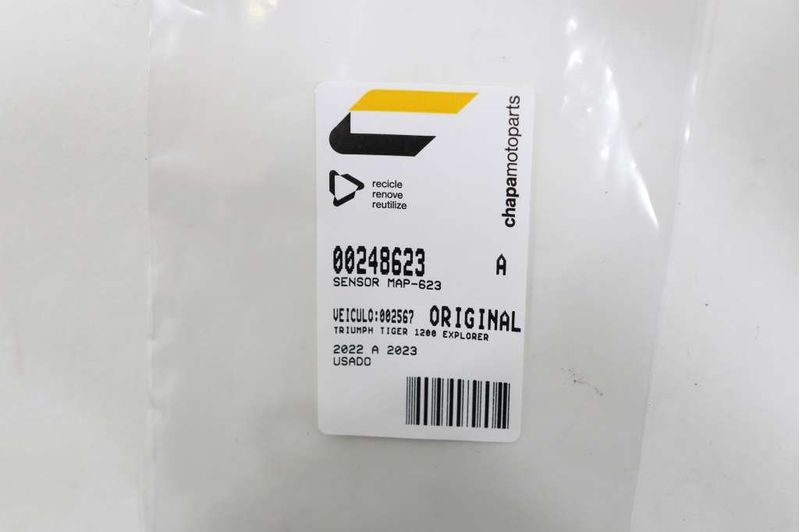 chapamotoparts
recicle
renove
reutilize
00248623 A
SENSOR MAP-623
VEICULO:002567 ORIGINAL
TRIUMPH TIGER 1200 EXPLORER
2022 A 2023
USADO